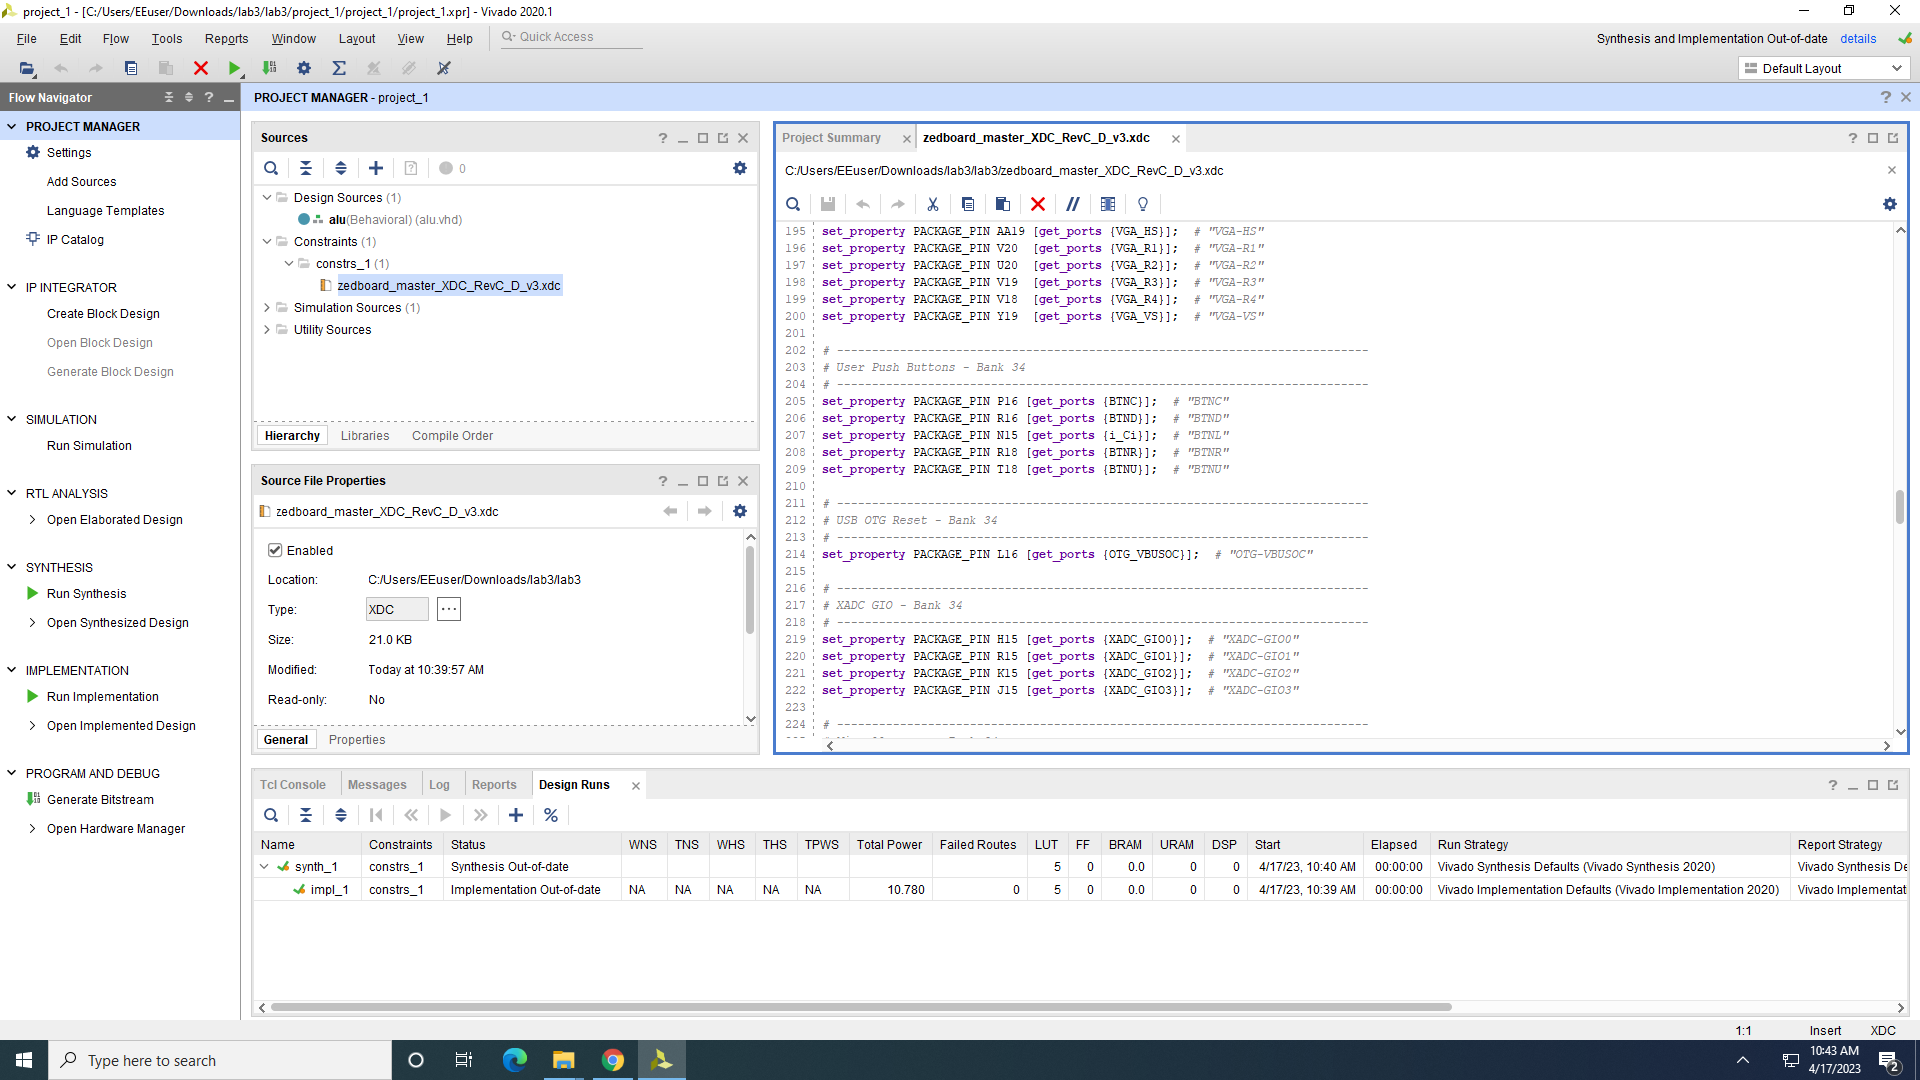 project_1 - [C:/Users/EEuser/Downloads/lab3/lab3/project_1/project_1/project_1.xpr] - Vivado 2020.1
File Edit Flow Tools Reports Window Layout View Help Quick Access
Synthesis and Implementation Out-of-date details
Default Layout
Flow Navigator
PROJECT MANAGER - project_1
PROJECT MANAGER
Settings
Add Sources
Language Templates
IP Catalog
IP INTEGRATOR
Create Block Design
Open Block Design
Generate Block Design
SIMULATION
Run Simulation
RTL ANALYSIS
Open Elaborated Design
SYNTHESIS
Run Synthesis
Open Synthesized Design
IMPLEMENTATION
Run Implementation
Open Implemented Design
PROGRAM AND DEBUG
Generate Bitstream
Open Hardware Manager
Sources
0
Design Sources (1)
alu(Behavioral) (alu.vhd)
Constraints (1)
constrs_1 (1)
zedboard_master_XDC_RevC_D_v3.xdc
Simulation Sources (1)
Utility Sources
Hierarchy Libraries Compile Order
Source File Properties
zedboard_master_XDC_RevC_D_v3.xdc
Enabled
Location: C:/Users/EEuser/Downloads/lab3/lab3
Type: XDC ...
Size: 21.0 KB
Modified: Today at 10:39:57 AM
Read-only: No
General Properties
Project Summary zedboard_master_XDC_RevC_D_v3.xdc
C:/Users/EEuser/Downloads/lab3/lab3/zedboard_master_XDC_RevC_D_v3.xdc
195 set_property PACKAGE_PIN AA19 [get_ports {VGA_HS}]; # "VGA-HS"
196 set_property PACKAGE_PIN V20 [get_ports {VGA_R1}]; # "VGA-R1"
197 set_property PACKAGE_PIN U20 [get_ports {VGA_R2}]; # "VGA-R2"
198 set_property PACKAGE_PIN V19 [get_ports {VGA_R3}]; # "VGA-R3"
199 set_property PACKAGE_PIN V18 [get_ports {VGA_R4}]; # "VGA-R4"
200 set_property PACKAGE_PIN Y19 [get_ports {VGA_VS}]; # "VGA-VS"
201
202 # ----------------------------------------------------------------------------
203 # User Push Buttons - Bank 34
204 # ----------------------------------------------------------------------------
205 set_property PACKAGE_PIN P16 [get_ports {BTNC}]; # "BTNC"
206 set_property PACKAGE_PIN R16 [get_ports {BTND}]; # "BTND"
207 set_property PACKAGE_PIN N15 [get_ports {i_Ci}]; # "BTNL"
208 set_property PACKAGE_PIN R18 [get_ports {BTNR}]; # "BTNR"
209 set_property PACKAGE_PIN T18 [get_ports {BTNU}]; # "BTNU"
210
211 # ----------------------------------------------------------------------------
212 # USB OTG Reset - Bank 34
213 # ----------------------------------------------------------------------------
214 set_property PACKAGE_PIN L16 [get_ports {OTG_VBUSOC}]; # "OTG-VBUSOC"
215
216 # ----------------------------------------------------------------------------
217 # XADC GIO - Bank 34
218 # ----------------------------------------------------------------------------
219 set_property PACKAGE_PIN H15 [get_ports {XADC_GIO0}]; # "XADC-GIO0"
220 set_property PACKAGE_PIN R15 [get_ports {XADC_GIO1}]; # "XADC-GIO1"
221 set_property PACKAGE_PIN K15 [get_ports {XADC_GIO2}]; # "XADC-GIO2"
222 set_property PACKAGE_PIN J15 [get_ports {XADC_GIO3}]; # "XADC-GIO3"
223
224 # ----------------------------------------------------------------------------
Tcl Console Messages Log Reports Design Runs
Name Constraints Status WNS TNS WHS THS TPWS Total Power Failed Routes LUT FF BRAM URAM DSP Start Elapsed Run Strategy Report Strategy
synth_1 constrs_1 Synthesis Out-of-date 5 0 0.0 0 0 4/17/23, 10:40 AM 00:00:00 Vivado Synthesis Defaults (Vivado Synthesis 2020) Vivado Synthesis De
impl_1 constrs_1 Implementation Out-of-date NA NA NA NA NA 10.780 0 5 0 0.0 0 0 4/17/23, 10:39 AM 00:00:00 Vivado Implementation Defaults (Vivado Implementation 2020) Vivado Implementat
1:1 Insert XDC
Type here to search
10:43 AM
4/17/2023
2